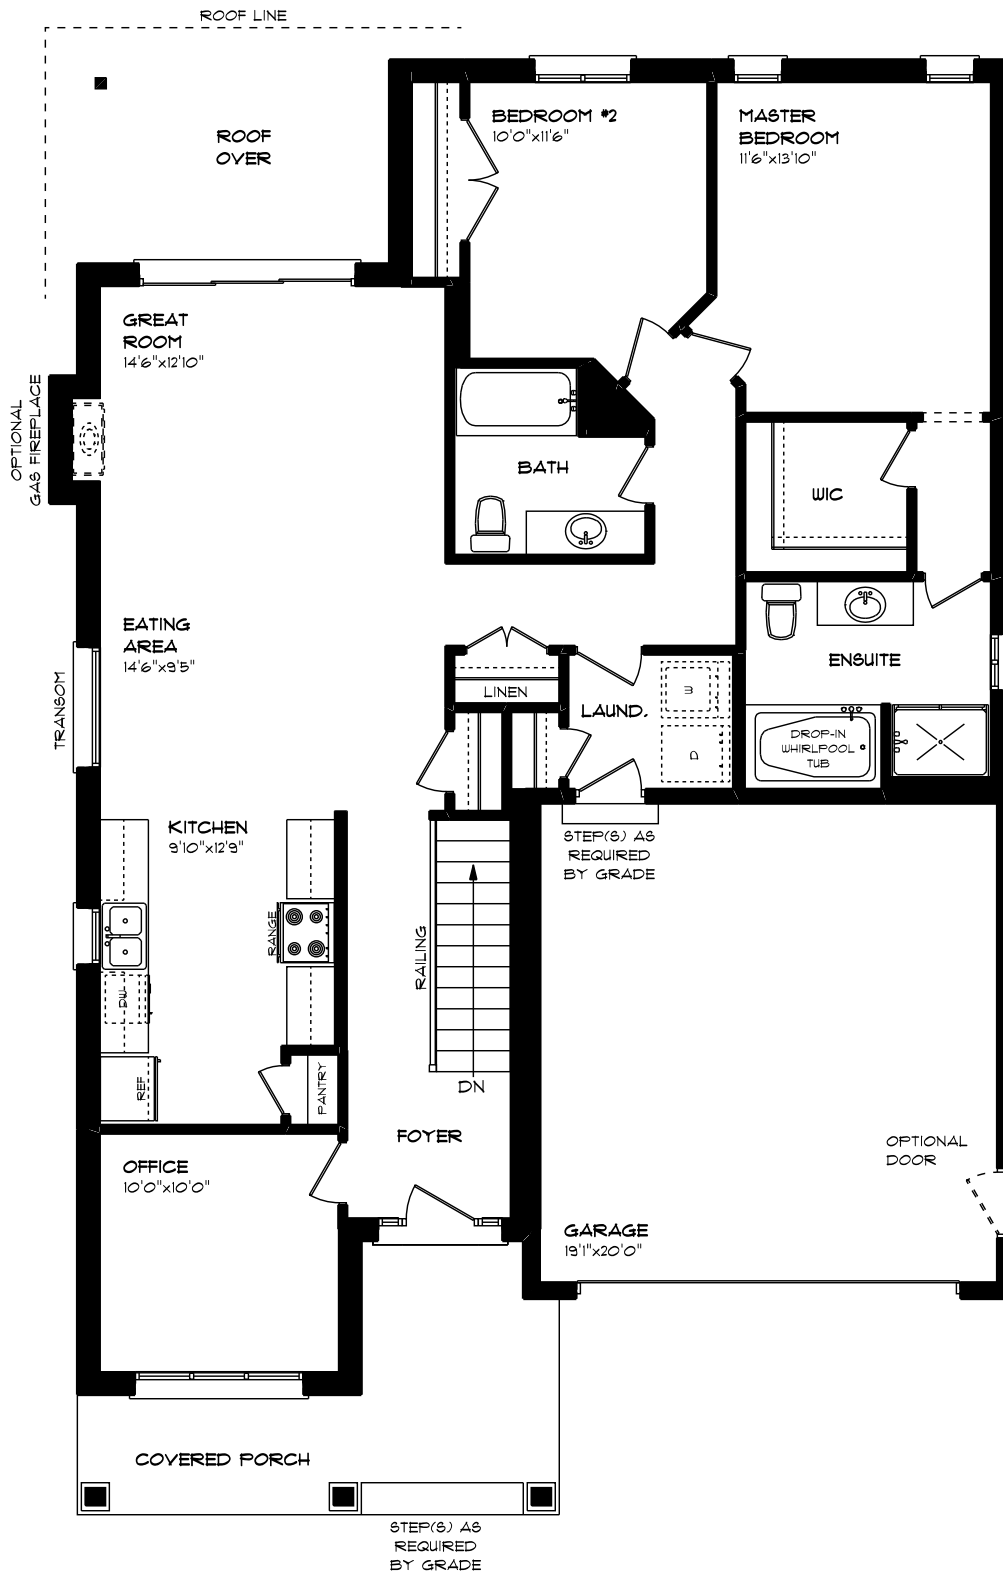 ROOF LINE
ROOF
OVER
BEDROOM #2
10'0"x11'6"
MASTER
BEDROOM
11'6"x13'10"
GREAT
ROOM
14'6"x12'10"
OPTIONAL
GAS FIREPLACE
BATH
WIC
EATING
AREA
14'6"x9'5"
TRANSOM
ENSUITE
LINEN
LAUND.
W
D
DROP-IN
WHIRLPOOL
TUB
KITCHEN
9'10"x12'9"
STEP(S) AS
REQUIRED
BY GRADE
RANGE
RAILING
DW
REF
PANTRY
DN
FOYER
OFFICE
10'0"x10'0"
OPTIONAL
DOOR
GARAGE
19'1"x20'0"
COVERED PORCH
STEP(S) AS
REQUIRED
BY GRADE